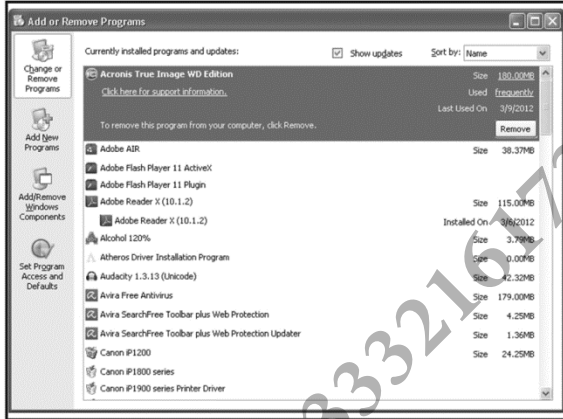 Add or Remove Programs
Change or
Remove
Programs
Add New
Programs
Add/Remove
Windows
Components
Set Program
Access and
Defaults
Currently installed programs and updates:
Show updates
Sort by: Name
Acronis True Image WD Edition Size 180.00MB
Click here for support information. Used frequently
Last Used On 3/9/2012
To remove this program from your computer, click Remove. Remove
Adobe AIR Size 38.37MB
Adobe Flash Player 11 ActiveX
Adobe Flash Player 11 Plugin
Adobe Reader X (10.1.2) Size 115.00MB
Adobe Reader X (10.1.2) Installed On 3/6/2012
Alcohol 120% Size 3.79MB
Atheros Driver Installation Program Size 0.00MB
Audacity 1.3.13 (Unicode) Size 42.32MB
Avira Free Antivirus Size 179.00MB
Avira SearchFree Toolbar plus Web Protection Size 4.25MB
Avira SearchFree Toolbar plus Web Protection Updater Size 1.36MB
Canon iP1200 Size 24.25MB
Canon iP1800 series
Canon iP1900 series Printer Driver